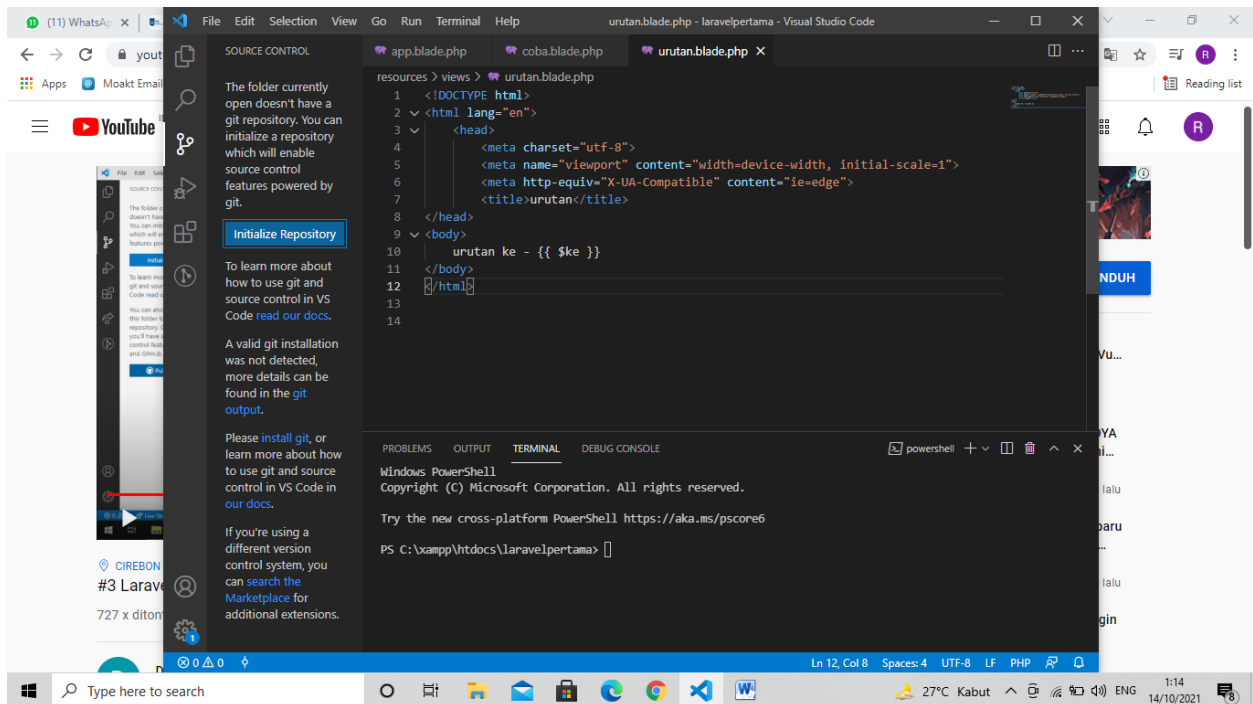 (11) WhatsAp
File Edit Selection View Go Run Terminal Help
urutan.blade.php - laravelpertama - Visual Studio Code
yout
Apps
Moakt Email
Reading list
R
YouTube
R
SOURCE CONTROL
The folder currently
open doesn't have a
git repository. You can
initialize a repository
which will enable
source control
features powered by
git.
Initialize Repository
To learn more about
how to use git and
source control in VS
Code read our docs.
A valid git installation
was not detected,
more details can be
found in the git
output.
Please install git, or
learn more about how
to use git and source
control in VS Code in
our docs.
If you're using a
different version
control system, you
can search the
Marketplace for
additional extensions.
app.blade.php
coba.blade.php
urutan.blade.php
resources > views > urutan.blade.php
1 <!DOCTYPE html>
2 <html lang="en">
3 <head>
4 <meta charset="utf-8">
5 <meta name="viewport" content="width=device-width, initial-scale=1">
6 <meta http-equiv="X-UA-Compatible" content="ie=edge">
7 <title>urutan</title>
8 </head>
9 <body>
10 urutan ke - {{ $ke }}
11 </body>
12 </html>
13
14
PROBLEMS OUTPUT TERMINAL DEBUG CONSOLE
powershell
Windows PowerShell
Copyright (C) Microsoft Corporation. All rights reserved.
Try the new cross-platform PowerShell https://aka.ms/pscore6
PS C:\xampp\htdocs\laravelpertama>
NDUH
Vu...
OYA
lalu
baru
lalu
gin
CIREBON
#3 Larave
727 x diton
0 0
1
Ln 12, Col 8 Spaces: 4 UTF-8 LF PHP
Type here to search
27°C Kabut
ENG
1:14
14/10/2021
8